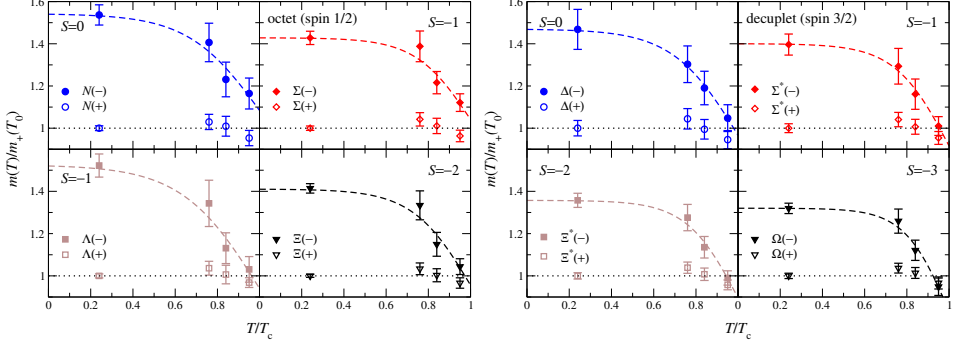 S=0
octet (spin 1/2)
S=−1
S=0
decuplet (spin 3/2)
S=−1
1.4
1.2
1
1.4
1.2
1
N(−)
N(+)
Σ(−)
Σ(+)
Δ(−)
Δ(+)
Σ*(−)
Σ*(+)
m(T)/m₊(T₀)
m(T)/m₊(T₀)
S=−1
S=−2
S=−2
S=−3
1.4
1.2
1
1.4
1.2
1
Λ(−)
Λ(+)
Ξ(−)
Ξ(+)
Ξ*(−)
Ξ*(+)
Ω(−)
Ω(+)
0 0.2 0.4 0.6 0.8 0 0.2 0.4 0.6 0.8 1
0 0.2 0.4 0.6 0.8 0 0.2 0.4 0.6 0.8 1
T/Tc
T/Tc